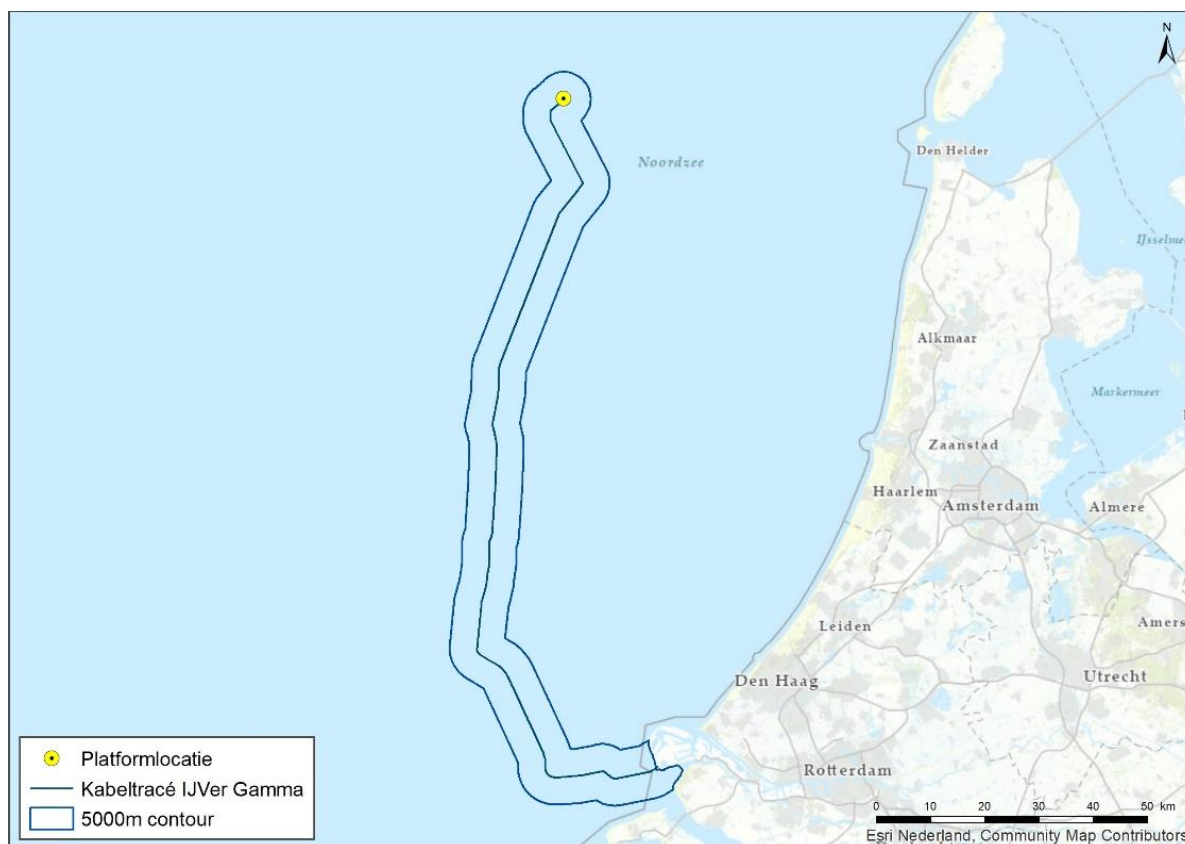 N
Noordzee
Den Helder
IJsselmee
Alkmaar
Markermeer
Zaanstad
Haarlem
Amsterdam
Almere
Leiden
Amers
Den Haag
Utrecht
Rotterdam
Platformlocatie
Kabeltracé IJVer Gamma
5000m contour
0 10 20 30 40 50 km
Esri Nederland, Community Map Contributors